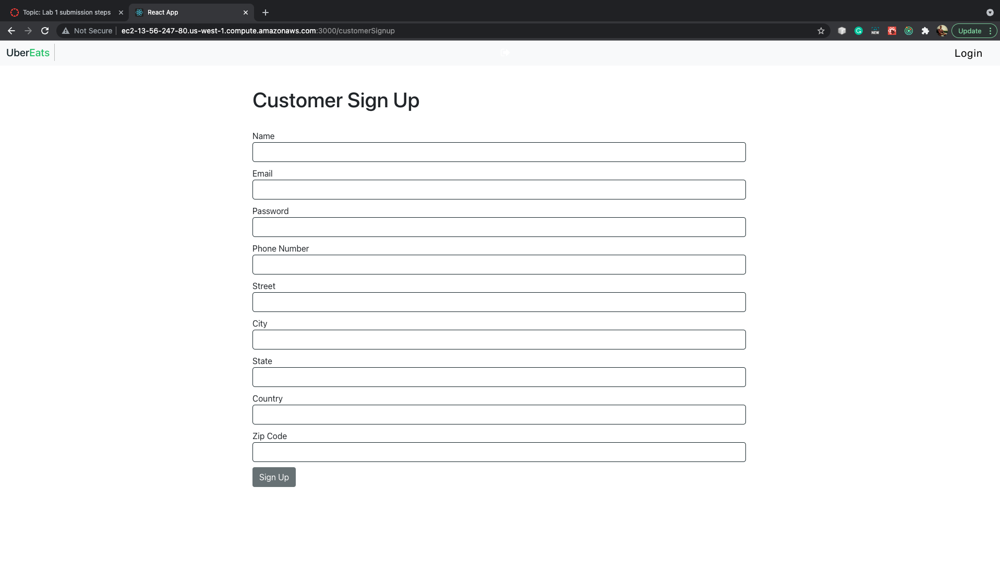 Topic: Lab 1 submission steps
React App
Not Secure
ec2-13-56-247-80.us-west-1.compute.amazonaws.com:3000/customerSignup
NEW
Update
UberEats
Login
Customer Sign Up
Name
Email
Password
Phone Number
Street
City
State
Country
Zip Code
Sign Up